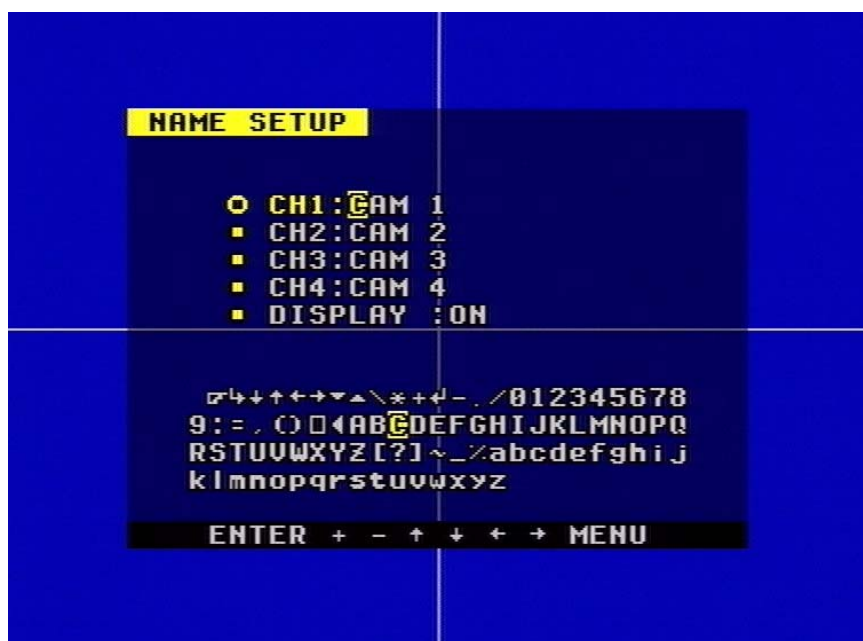 NAME SETUP
CH1:CAM 1
CH2:CAM 2
CH3:CAM 3
CH4:CAM 4
DISPLAY :ON
↳↓↑←→▼▲\*+↲-./012345678
9:=,()□◀ABCDEFGHIJKLMNOPQ
RSTUVWXYZ[?]~_%abcdefghij
klmnopqrstuvwxyz
ENTER + - ↑ ↓ ← → MENU